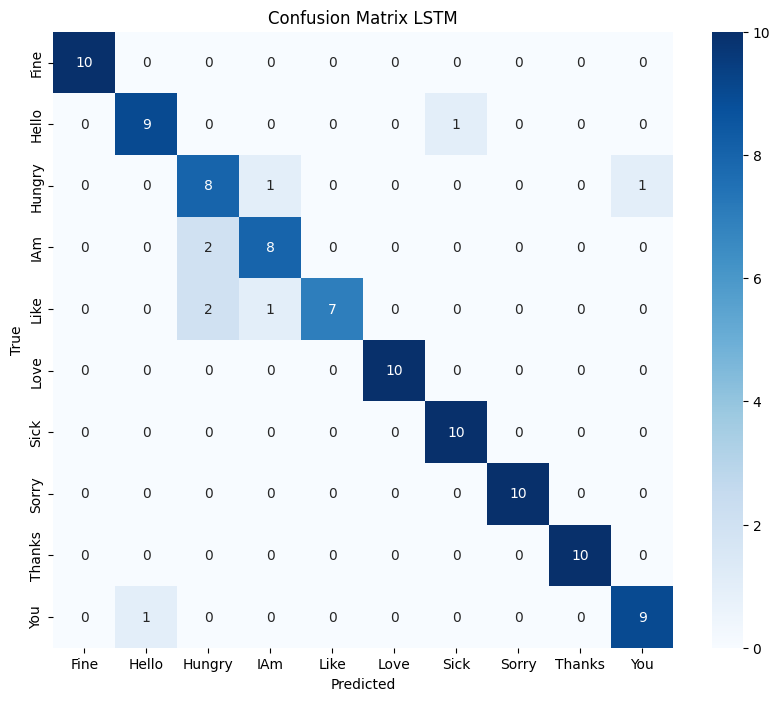 Confusion Matrix LSTM
Fine 10 0 0 0 0 0 0 0 0 0
Hello 0 9 0 0 0 0 1 0 0 0
Hungry 0 0 8 1 0 0 0 0 0 1
IAm 0 0 2 8 0 0 0 0 0 0
Like 0 0 2 1 7 0 0 0 0 0
Love 0 0 0 0 0 10 0 0 0 0
Sick 0 0 0 0 0 0 10 0 0 0
Sorry 0 0 0 0 0 0 0 10 0 0
Thanks 0 0 0 0 0 0 0 0 10 0
You 0 1 0 0 0 0 0 0 0 9
Fine Hello Hungry IAm Like Love Sick Sorry Thanks You
Predicted
True
10
8
6
4
2
0